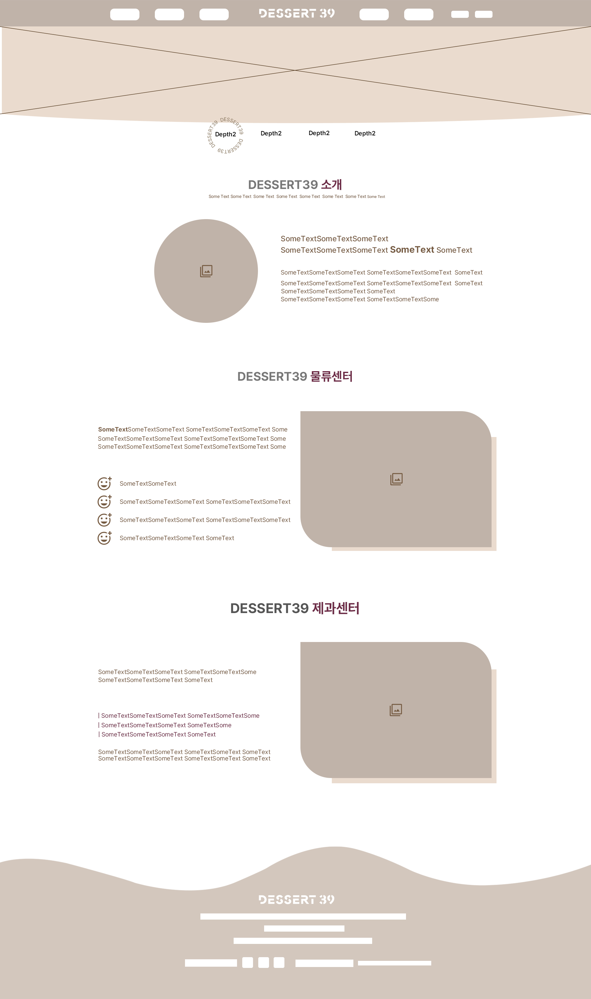 DESSERT 39
DESSERT39 DESSERT39 DESSERT39 DESSERT39
Depth2 Depth2 Depth2 Depth2
DESSERT39 소개
Some Text Some Text Some Text Some Text Some Text Some Text Some Text Some Text
SomeTextSomeTextSomeText
SomeTextSomeTextSomeText SomeText SomeText
SomeTextSomeTextSomeText SomeTextSomeTextSomeText SomeText
SomeTextSomeTextSomeText SomeTextSomeTextSomeText SomeText
SomeTextSomeTextSomeText SomeText
SomeTextSomeTextSomeText SomeTextSomeTextSome
DESSERT39 물류센터
SomeTextSomeTextSomeText SomeTextSomeTextSomeText Some
SomeTextSomeTextSomeText SomeTextSomeTextSomeText Some
SomeTextSomeTextSomeText SomeTextSomeTextSomeText Some
SomeTextSomeText
SomeTextSomeTextSomeText SomeTextSomeTextSomeText
SomeTextSomeTextSomeText SomeTextSomeTextSomeText
SomeTextSomeTextSomeText SomeText
DESSERT39 제과센터
SomeTextSomeTextSomeText SomeTextSomeTextSome
SomeTextSomeTextSomeText SomeText
| SomeTextSomeTextSomeText SomeTextSomeTextSome
| SomeTextSomeTextSomeText SomeTextSome
| SomeTextSomeTextSomeText SomeText
SomeTextSomeTextSomeText SomeTextSomeText SomeText
SomeTextSomeTextSomeText SomeTextSomeText SomeText
DESSERT 39